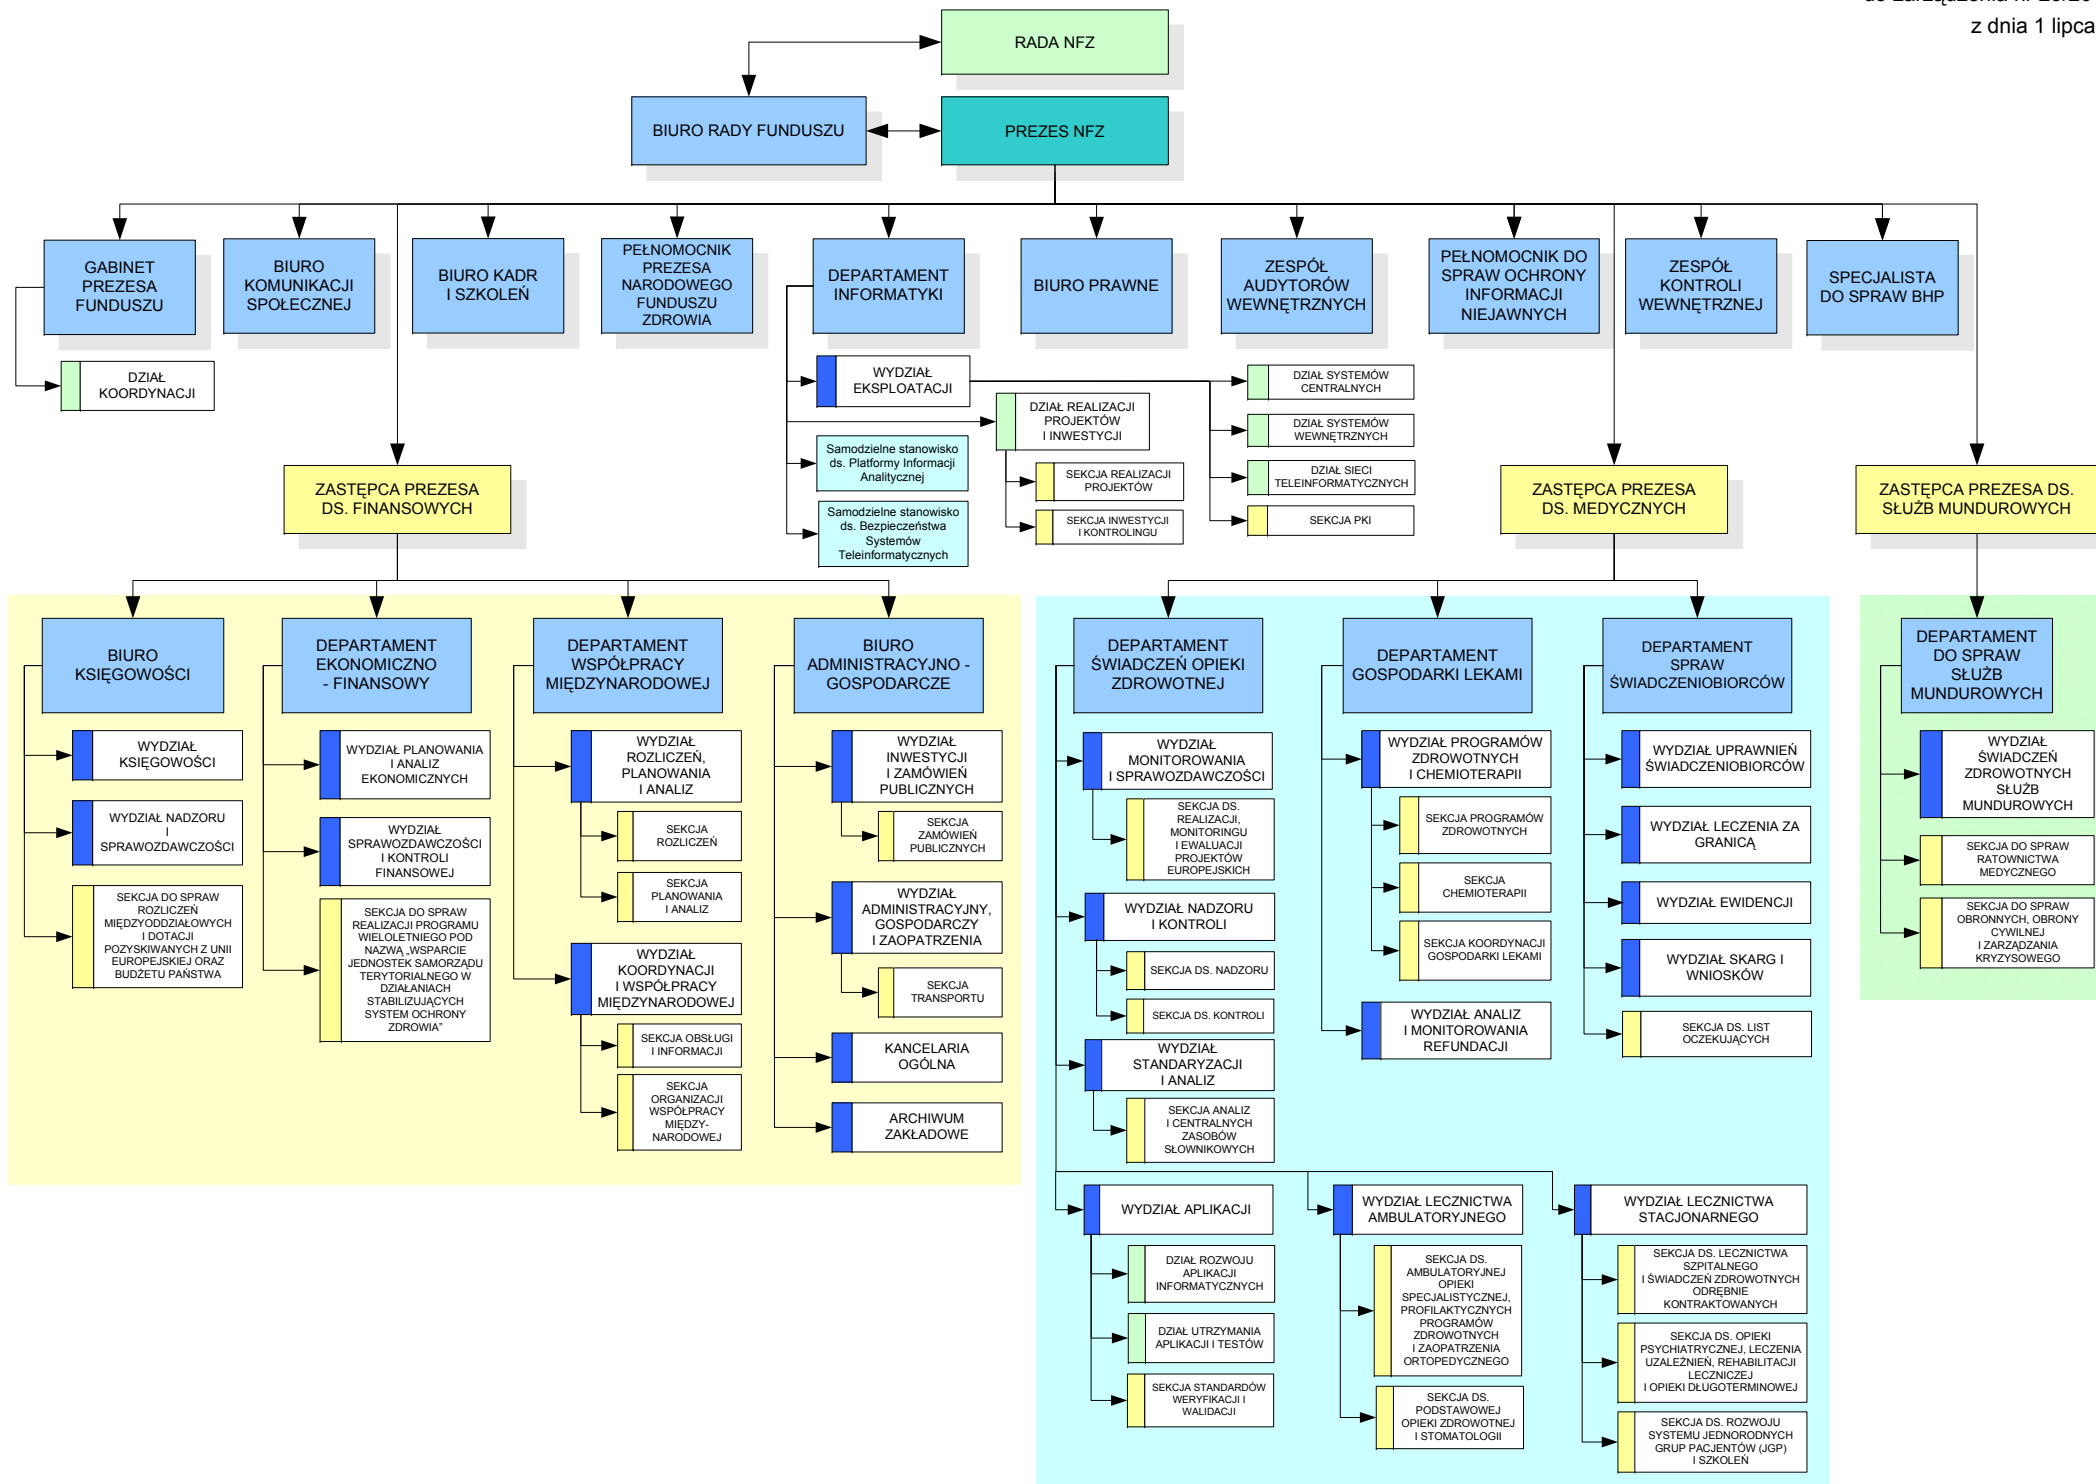 z dnia 1 lipca
RADA NFZ
BIURO RADY FUNDUSZU
PREZES NFZ
GABINET
PREZESA
FUNDUSZU
BIURO
KOMUNIKACJI
SPOŁECZNEJ
BIURO KADR
I SZKOLEŃ
PEŁNOMOCNIK
PREZESA
NARODOWEGO
FUNDUSZU
ZDROWIA
DEPARTAMENT
INFORMATYKI
BIURO PRAWNE
ZESPÓŁ
AUDYTORÓW
WEWNĘTRZNYCH
PEŁNOMOCNIK DO
SPRAW OCHRONY
INFORMACJI
NIEJAWNYCH
ZESPÓŁ
KONTROLI
WEWNĘTRZNEJ
SPECJALISTA
DO SPRAW BHP
DZIAŁ
KOORDYNACJI
WYDZIAŁ
EKSPLOATACJI
DZIAŁ REALIZACJI
PROJEKTÓW
I INWESTYCJI
SEKCJA REALIZACJI
PROJEKTÓW
SEKCJA INWESTYCJI
I KONTROLINGU
Samodzielne stanowisko
ds. Platformy Informacji
Analitycznej
Samodzielne stanowisko
ds. Bezpieczeństwa
Systemów
Teleinformatycznych
DZIAŁ SYSTEMÓW
CENTRALNYCH
DZIAŁ SYSTEMÓW
WEWNĘTRZNYCH
DZIAŁ SIECI
TELEINFORMATYCZNYCH
SEKCJA PKI
ZASTĘPCA PREZESA
DS. FINANSOWYCH
ZASTĘPCA PREZESA
DS. MEDYCZNYCH
ZASTĘPCA PREZESA DS.
SŁUŻB MUNDUROWYCH
BIURO
KSIĘGOWOŚCI
WYDZIAŁ
KSIĘGOWOŚCI
WYDZIAŁ NADZORU
I
SPRAWOZDAWCZOŚCI
SEKCJA DO SPRAW
ROZLICZEŃ
MIĘDZYODDZIAŁOWYCH
I DOTACJI
POZYSKIWANYCH Z UNII
EUROPEJSKIEJ ORAZ
BUDŻETU PAŃSTWA
DEPARTAMENT
EKONOMICZNO
- FINANSOWY
WYDZIAŁ PLANOWANIA
I ANALIZ
EKONOMICZNYCH
WYDZIAŁ
SPRAWOZDAWCZOŚCI
I KONTROLI
FINANSOWEJ
SEKCJA DO SPRAW
REALIZACJI PROGRAMU
WIELOLETNIEGO POD
NAZWĄ „WSPARCIE
JEDNOSTEK SAMORZĄDU
TERYTORIALNEGO W
DZIAŁANIACH
STABILIZUJĄCYCH
SYSTEM OCHRONY
ZDROWIA”
DEPARTAMENT
WSPÓŁPRACY
MIĘDZYNARODOWEJ
WYDZIAŁ
ROZLICZEŃ,
PLANOWANIA
I ANALIZ
SEKCJA
ROZLICZEŃ
SEKCJA
PLANOWANIA
I ANALIZ
WYDZIAŁ
KOORDYNACJI
I WSPÓŁPRACY
MIĘDZYNARODOWEJ
SEKCJA OBSŁUGI
I INFORMACJI
SEKCJA
ORGANIZACJI
WSPÓŁPRACY
MIĘDZY-
NARODOWEJ
BIURO
ADMINISTRACYJNO -
GOSPODARCZE
WYDZIAŁ
INWESTYCJI
I ZAMÓWIEŃ
PUBLICZNYCH
SEKCJA
ZAMÓWIEŃ
PUBLICZNYCH
WYDZIAŁ
ADMINISTRACYJNY,
GOSPODARCZY
I ZAOPATRZENIA
SEKCJA
TRANSPORTU
KANCELARIA
OGÓLNA
ARCHIWUM
ZAKŁADOWE
DEPARTAMENT
ŚWIADCZEŃ OPIEKI
ZDROWOTNEJ
WYDZIAŁ
MONITOROWANIA
I SPRAWOZDAWCZOŚCI
SEKCJA DS.
REALIZACJI,
MONITORINGU
I EWALUACJI
PROJEKTÓW
EUROPEJSKICH
WYDZIAŁ NADZORU
I KONTROLI
SEKCJA DS. NADZORU
SEKCJA DS. KONTROLI
WYDZIAŁ
STANDARYZACJI
I ANALIZ
SEKCJA ANALIZ
I CENTRALNYCH
ZASOBÓW
SŁOWNIKOWYCH
DEPARTAMENT
GOSPODARKI LEKAMI
WYDZIAŁ PROGRAMÓW
ZDROWOTNYCH
I CHEMIOTERAPII
SEKCJA PROGRAMÓW
ZDROWOTNYCH
SEKCJA
CHEMIOTERAPII
SEKCJA KOORDYNACJI
GOSPODARKI LEKAMI
WYDZIAŁ ANALIZ
I MONITOROWANIA
REFUNDACJI
DEPARTAMENT
SPRAW
ŚWIADCZENIOBIORCÓW
WYDZIAŁ UPRAWNIEŃ
ŚWIADCZENIOBIORCÓW
WYDZIAŁ LECZENIA ZA
GRANICĄ
WYDZIAŁ EWIDENCJI
WYDZIAŁ SKARG I
WNIOSKÓW
SEKCJA DS. LIST
OCZEKUJĄCYCH
DEPARTAMENT
DO SPRAW
SŁUŻB
MUNDUROWYCH
WYDZIAŁ
ŚWIADCZEŃ
ZDROWOTNYCH
SŁUŻB
MUNDUROWYCH
SEKCJA DO SPRAW
RATOWNICTWA
MEDYCZNEGO
SEKCJA DO SPRAW
OBRONNYCH, OBRONY
CYWILNEJ
I ZARZĄDZANIA
KRYZYSOWEGO
WYDZIAŁ APLIKACJI
DZIAŁ ROZWOJU
APLIKACJI
INFORMATYCZNYCH
DZIAŁ UTRZYMANIA
APLIKACJI I TESTÓW
SEKCJA STANDARDÓW
WERYFIKACJI I
WALIDACJI
WYDZIAŁ LECZNICTWA
AMBULATORYJNEGO
SEKCJA DS.
AMBULATORYJNEJ
OPIEKI
SPECJALISTYCZNEJ,
PROFILAKTYCZNYCH
PROGRAMÓW
ZDROWOTNYCH
I ZAOPATRZENIA
ORTOPEDYCZNEGO
SEKCJA DS.
PODSTAWOWEJ
OPIEKI ZDROWOTNEJ
I STOMATOLOGII
WYDZIAŁ LECZNICTWA
STACJONARNEGO
SEKCJA DS. LECZNICTWA
SZPITALNEGO
I ŚWIADCZEŃ ZDROWOTNYCH
ODRĘBNIE
KONTRAKTOWANYCH
SEKCJA DS. OPIEKI
PSYCHIATRYCZNEJ, LECZENIA
UZALEŻNIEŃ, REHABILITACJI
LECZNICZEJ
I OPIEKI DŁUGOTERMINOWEJ
SEKCJA DS. ROZWOJU
SYSTEMU JEDNORODNYCH
GRUP PACJENTÓW (JGP)
I SZKOLEŃ